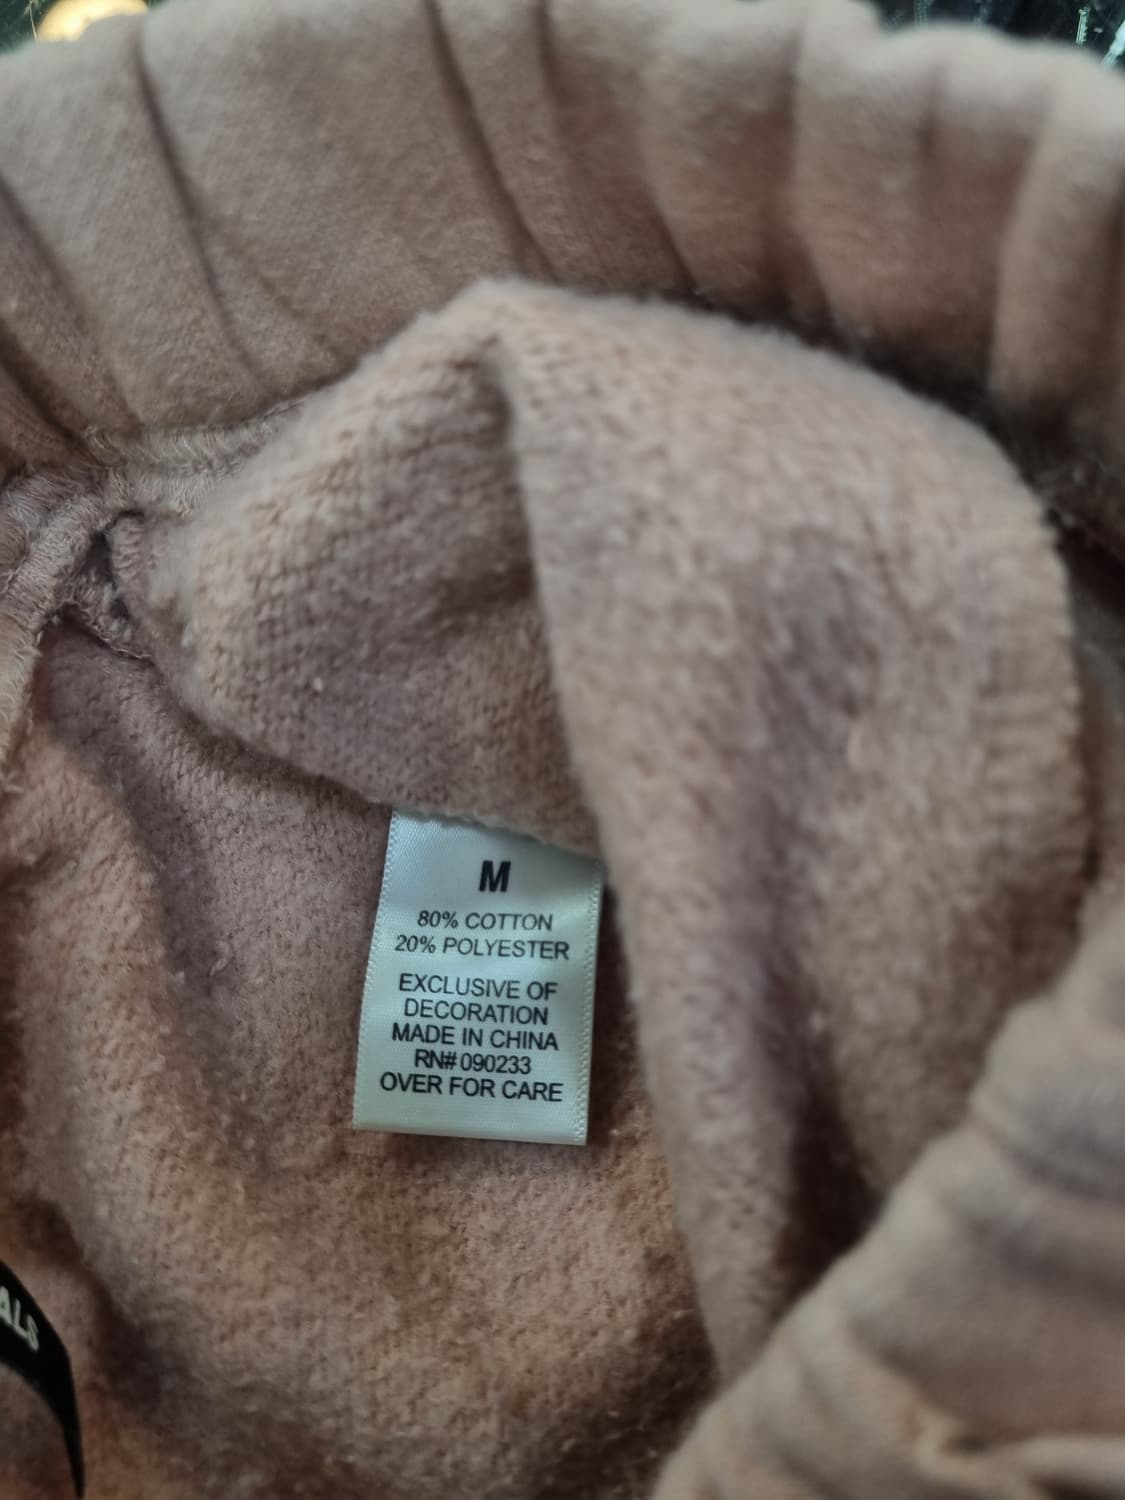 M
80% COTTON
20% POLYESTER
EXCLUSIVE OF
DECORATION
MADE IN CHINA
RN# 090233
OVER FOR CARE